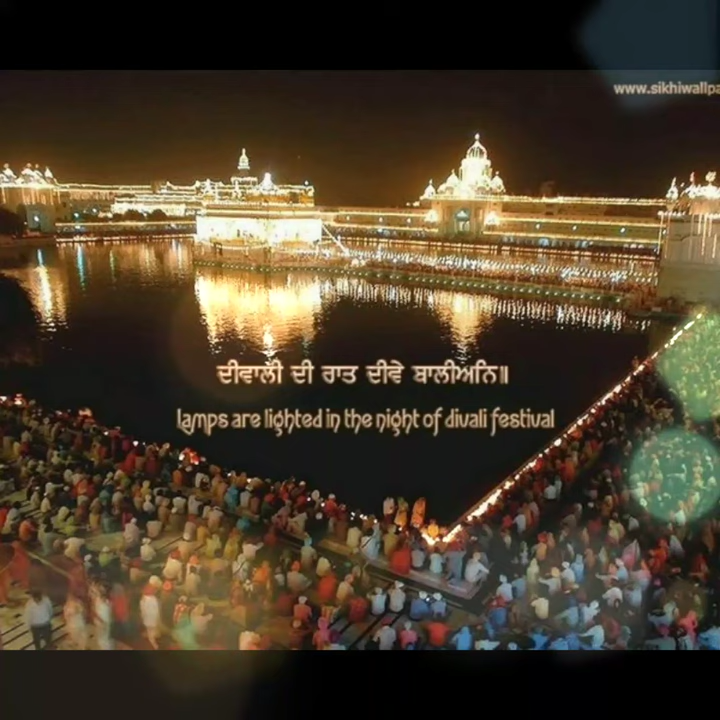 www.sikhiwallpa
ਦੀਵਾਲੀ ਦੀ ਰਾਤ ਦੀਵੇ ਬਾਲੀਅਨਿ॥
lamps are lighted in the night of divali festival